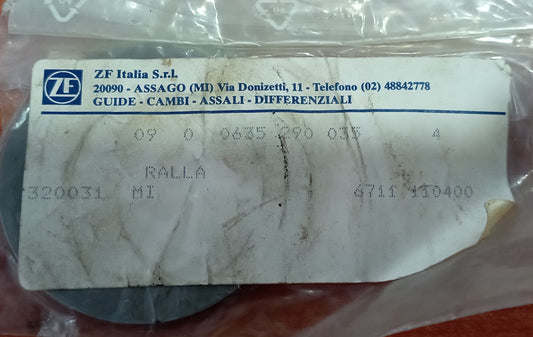 ZF
ZF Italia S.r.l.
20090 - ASSAGO (MI) Via Donizetti, 11 - Telefono (02) 48842778
GUIDE - CAMBI - ASSALI - DIFFERENZIALI
09 0 0635 290 035 4
RALLA
320031 MI 6711 110400